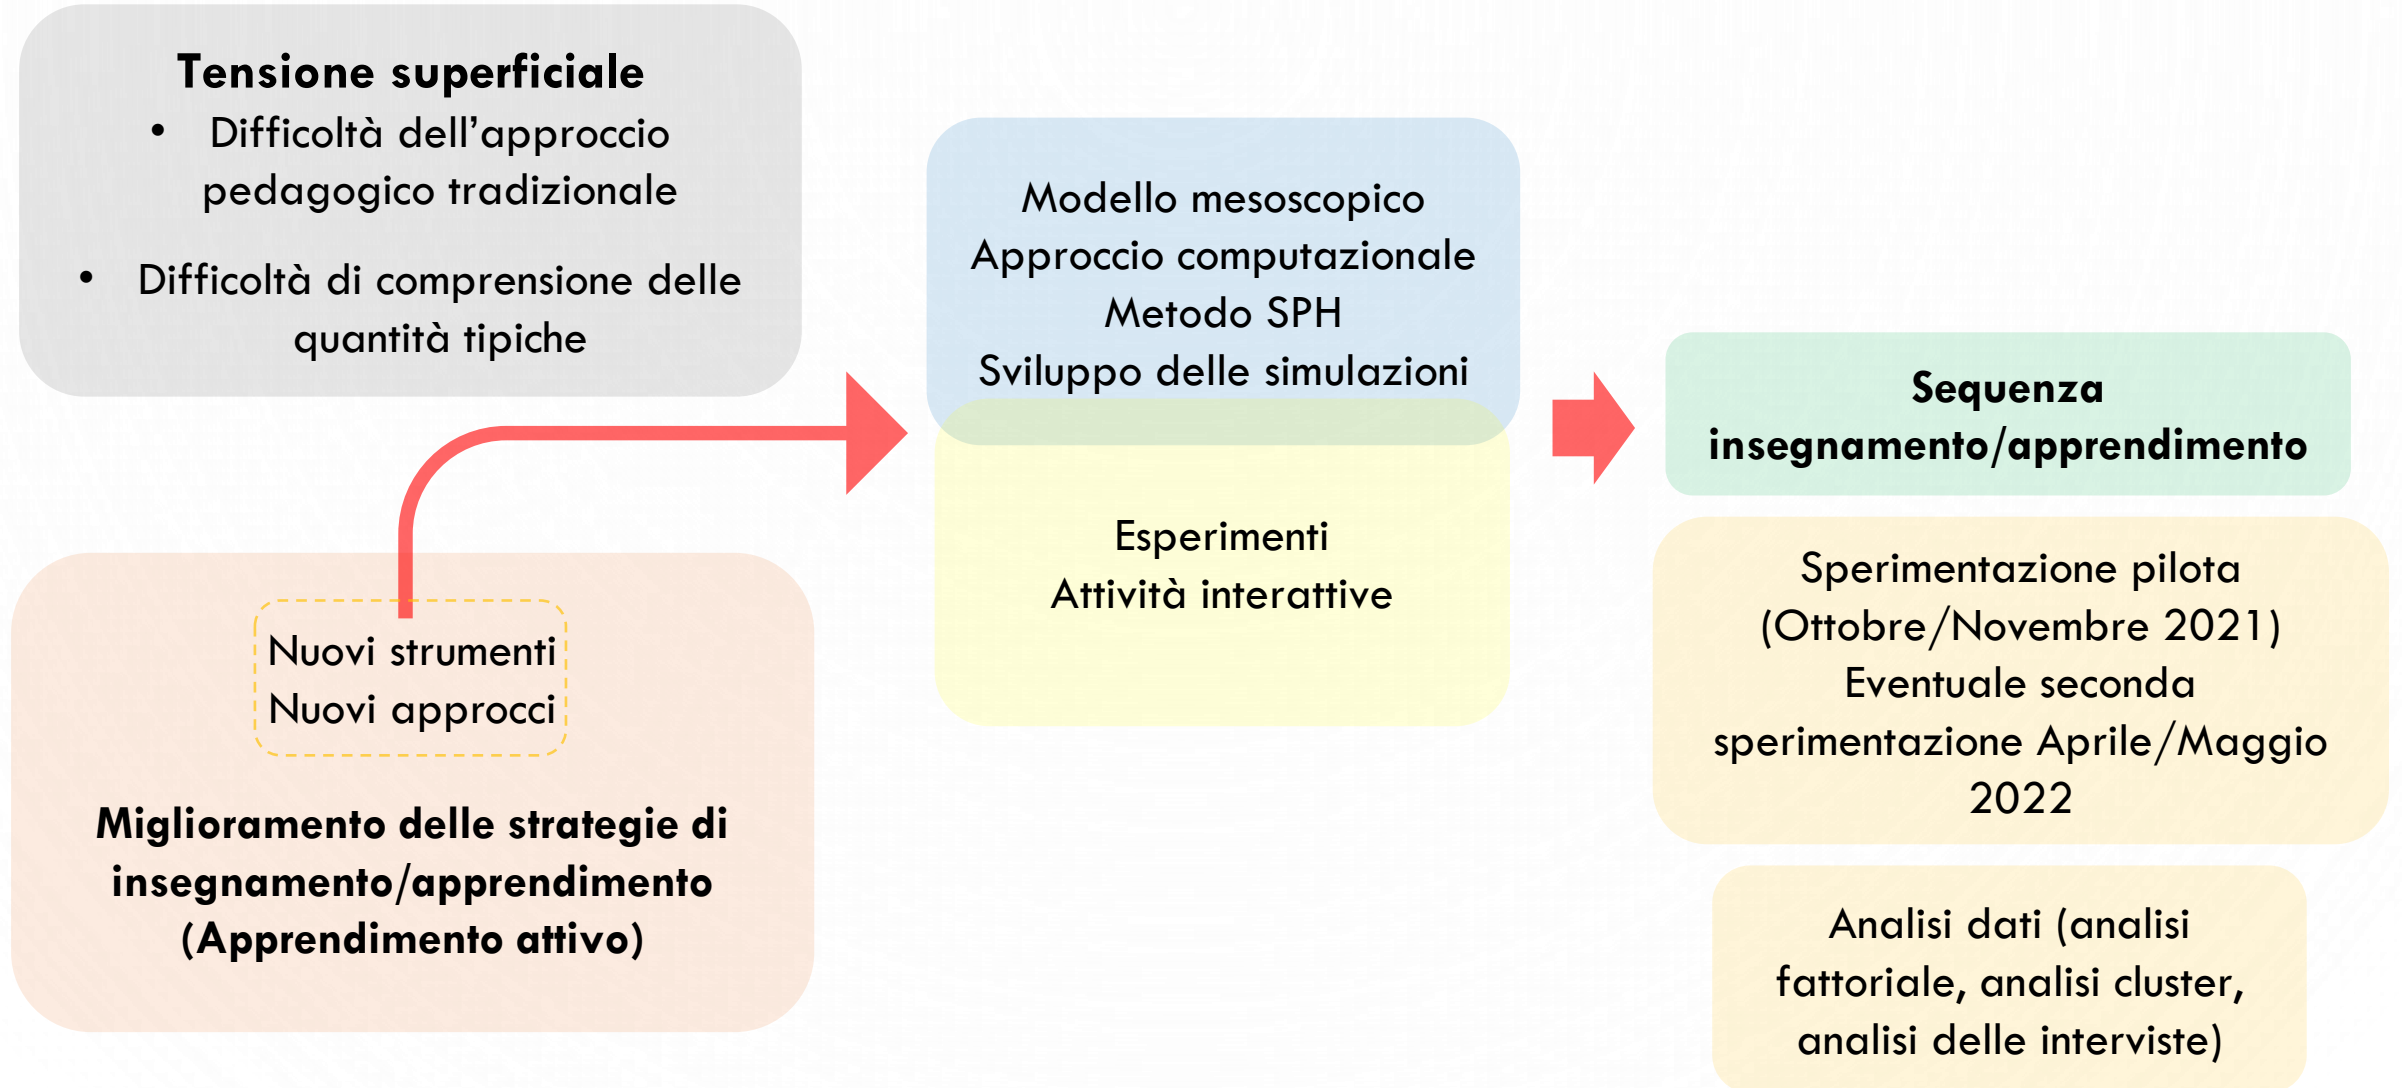 Tensione superficiale
• Difficoltà dell’approccio
pedagogico tradizionale
• Difficoltà di comprensione delle
quantità tipiche
Nuovi strumenti
Nuovi approcci
Miglioramento delle strategie di
insegnamento/apprendimento
(Apprendimento attivo)
Modello mesoscopico
Approccio computazionale
Metodo SPH
Sviluppo delle simulazioni
Esperimenti
Attività interattive
Sequenza
insegnamento/apprendimento
Sperimentazione pilota
(Ottobre/Novembre 2021)
Eventuale seconda
sperimentazione Aprile/Maggio
2022
Analisi dati (analisi
fattoriale, analisi cluster,
analisi delle interviste)